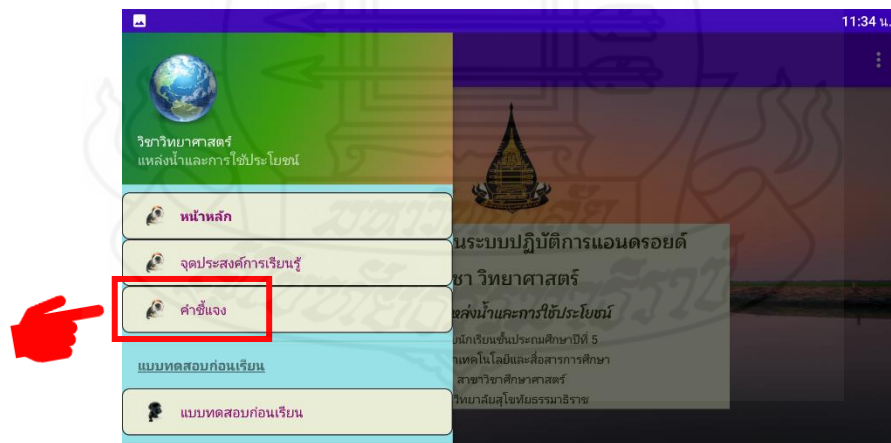 11:34 น.
วิชาวิทยาศาสตร์
แหล่งน้ำและการใช้ประโยชน์
หน้าหลัก
จุดประสงค์การเรียนรู้
คำชี้แจง
แบบทดสอบก่อนเรียน
แบบทดสอบก่อนเรียน
นระบบปฏิบัติการแอนดรอยด์
ชา วิทยาศาสตร์
หล่งน้ำและการใช้ประโยชน์
นักเรียนชั้นประถมศึกษาปีที่ 5
าเทคโนโลยีและสื่อสารการศึกษา
สาขาวิชาศึกษาศาสตร์
วิทยาลัยสุโขทัยธรรมาธิราช